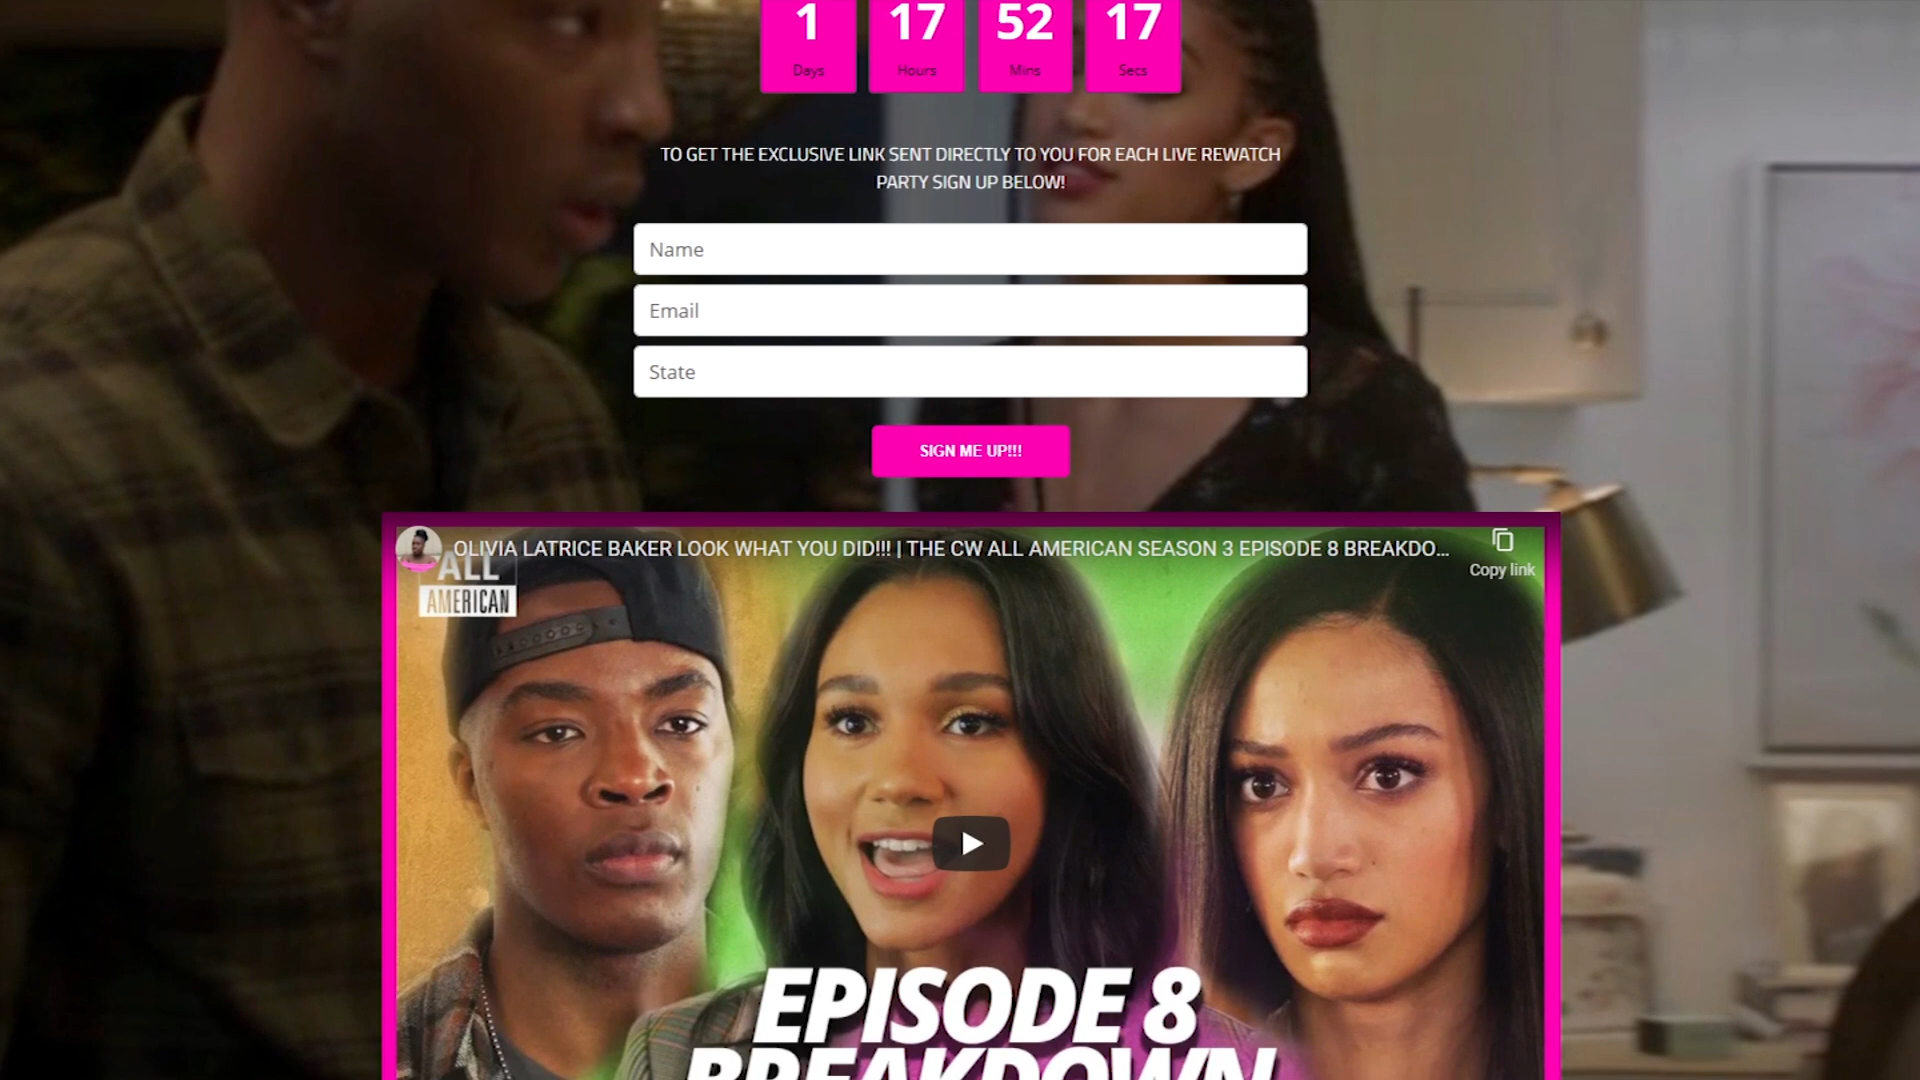 1 17 52 17
Days Hours Mins Secs
TO GET THE EXCLUSIVE LINK SENT DIRECTLY TO YOU FOR EACH LIVE REWATCH
PARTY SIGN UP BELOW!
Name
Email
State
SIGN ME UP!!!
OLIVIA LATRICE BAKER LOOK WHAT YOU DID!!! | THE CW ALL AMERICAN SEASON 3 EPISODE 8 BREAKDO...
Copy link
ALL
AMERICAN
EPISODE 8
BREAKDOWN